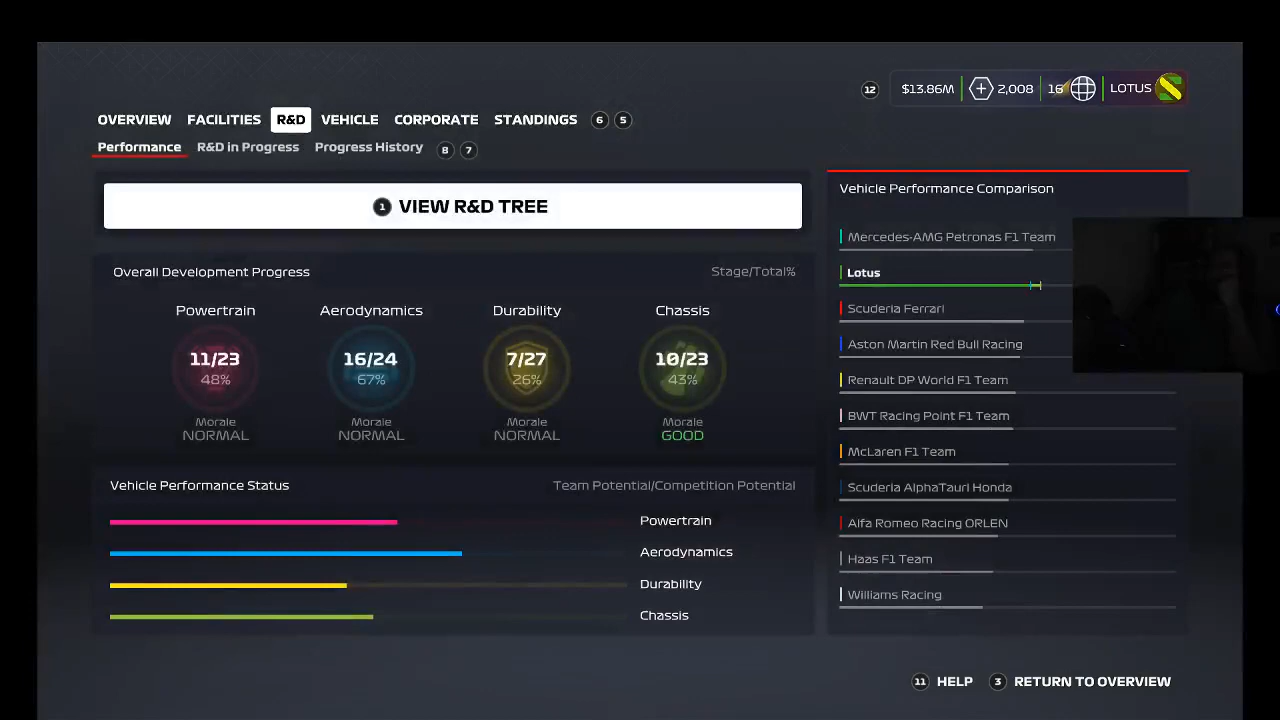 12 $13.86M 2,008 16 LOTUS
OVERVIEW FACILITIES R&D VEHICLE CORPORATE STANDINGS 6 5
Performance R&D in Progress Progress History 8 7
1 VIEW R&D TREE
Overall Development Progress Stage/Total%
Powertrain Aerodynamics Durability Chassis
11/23 16/24 7/27 10/23
48% 67% 26% 43%
Morale Morale Morale Morale
NORMAL NORMAL NORMAL GOOD
Vehicle Performance Status Team Potential/Competition Potential
Powertrain
Aerodynamics
Durability
Chassis
Vehicle Performance Comparison
Mercedes-AMG Petronas F1 Team
Lotus
Scuderia Ferrari
Aston Martin Red Bull Racing
Renault DP World F1 Team
BWT Racing Point F1 Team
McLaren F1 Team
Scuderia AlphaTauri Honda
Alfa Romeo Racing ORLEN
Haas F1 Team
Williams Racing
11 HELP 3 RETURN TO OVERVIEW